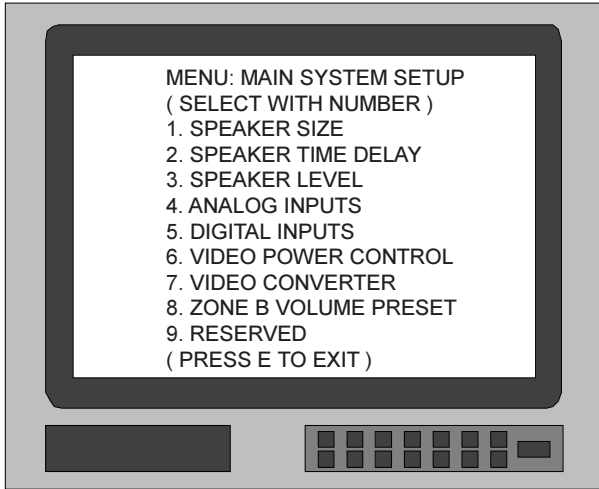 MENU: MAIN SYSTEM SETUP
( SELECT WITH NUMBER )
1. SPEAKER SIZE
2. SPEAKER TIME DELAY
3. SPEAKER LEVEL
4. ANALOG INPUTS
5. DIGITAL INPUTS
6. VIDEO POWER CONTROL
7. VIDEO CONVERTER
8. ZONE B VOLUME PRESET
9. RESERVED
( PRESS E TO EXIT )